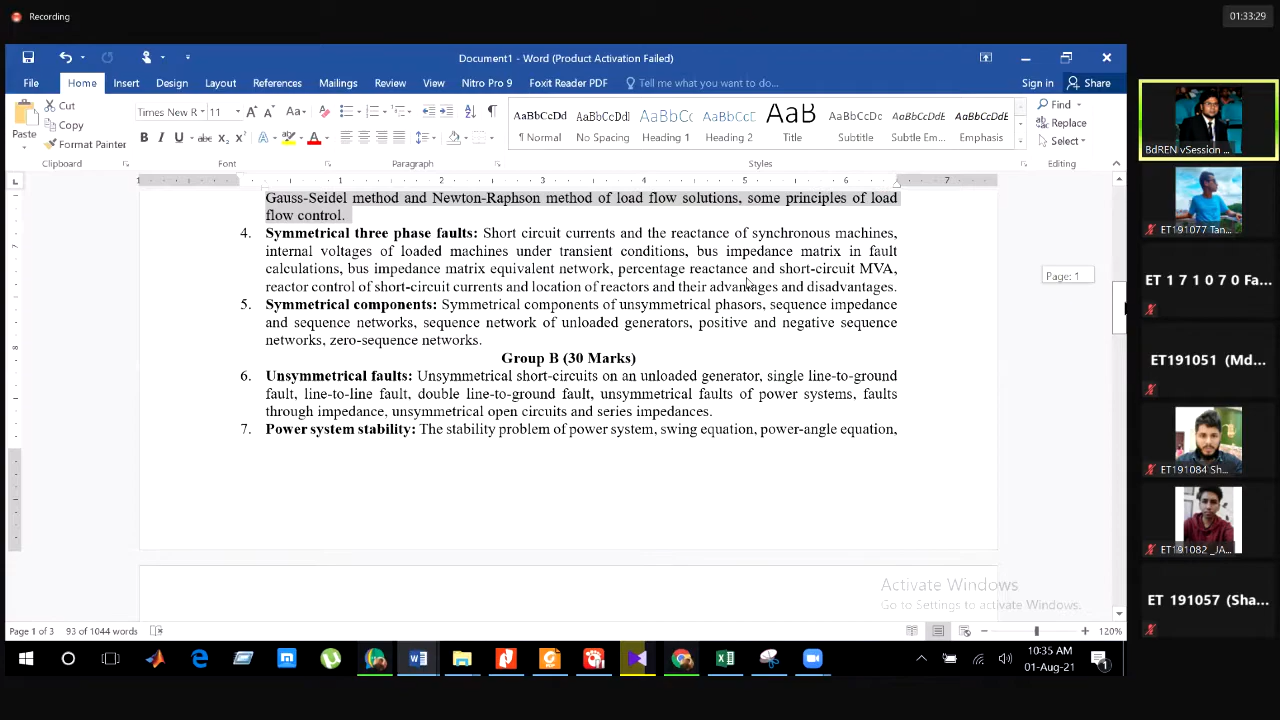 Recording
01:33:29
Document1 - Word (Product Activation Failed)
File Home Insert Design Layout References Mailings Review View Nitro Pro 9 Foxit Reader PDF Tell me what you want to do... Sign in Share
Paste Cut Copy Format Painter
Times New R 11
AaBbCcDd AaBbCcDd AaBbCc AaBbCcC AaB AaBbCcD AaBbCcDd AaBbCcDd
¶ Normal No Spacing Heading 1 Heading 2 Title Subtitle Subtle Em... Emphasis
Find Replace Select
Clipboard Font Paragraph Styles Editing
Gauss-Seidel method and Newton-Raphson method of load flow solutions, some principles of load
flow control.
4. Symmetrical three phase faults: Short circuit currents and the reactance of synchronous machines,
internal voltages of loaded machines under transient conditions, bus impedance matrix in fault
calculations, bus impedance matrix equivalent network, percentage reactance and short-circuit MVA,
reactor control of short-circuit currents and location of reactors and their advantages and disadvantages.
5. Symmetrical components: Symmetrical components of unsymmetrical phasors, sequence impedance
and sequence networks, sequence network of unloaded generators, positive and negative sequence
networks, zero-sequence networks.
Group B (30 Marks)
6. Unsymmetrical faults: Unsymmetrical short-circuits on an unloaded generator, single line-to-ground
fault, line-to-line fault, double line-to-ground fault, unsymmetrical faults of power systems, faults
through impedance, unsymmetrical open circuits and series impedances.
7. Power system stability: The stability problem of power system, swing equation, power-angle equation,
Page: 1
Activate Windows
Go to Settings to activate Windows.
Page 1 of 3 93 of 1044 words 120%
10:35 AM
01-Aug-21
BdREN vSession ...
ET191077 Tan...
ET 1 7 1 0 7 0 Fa...
ET191051 (Md...
ET191084 Sh...
ET191082 _JA...
ET 191057 (Sha...